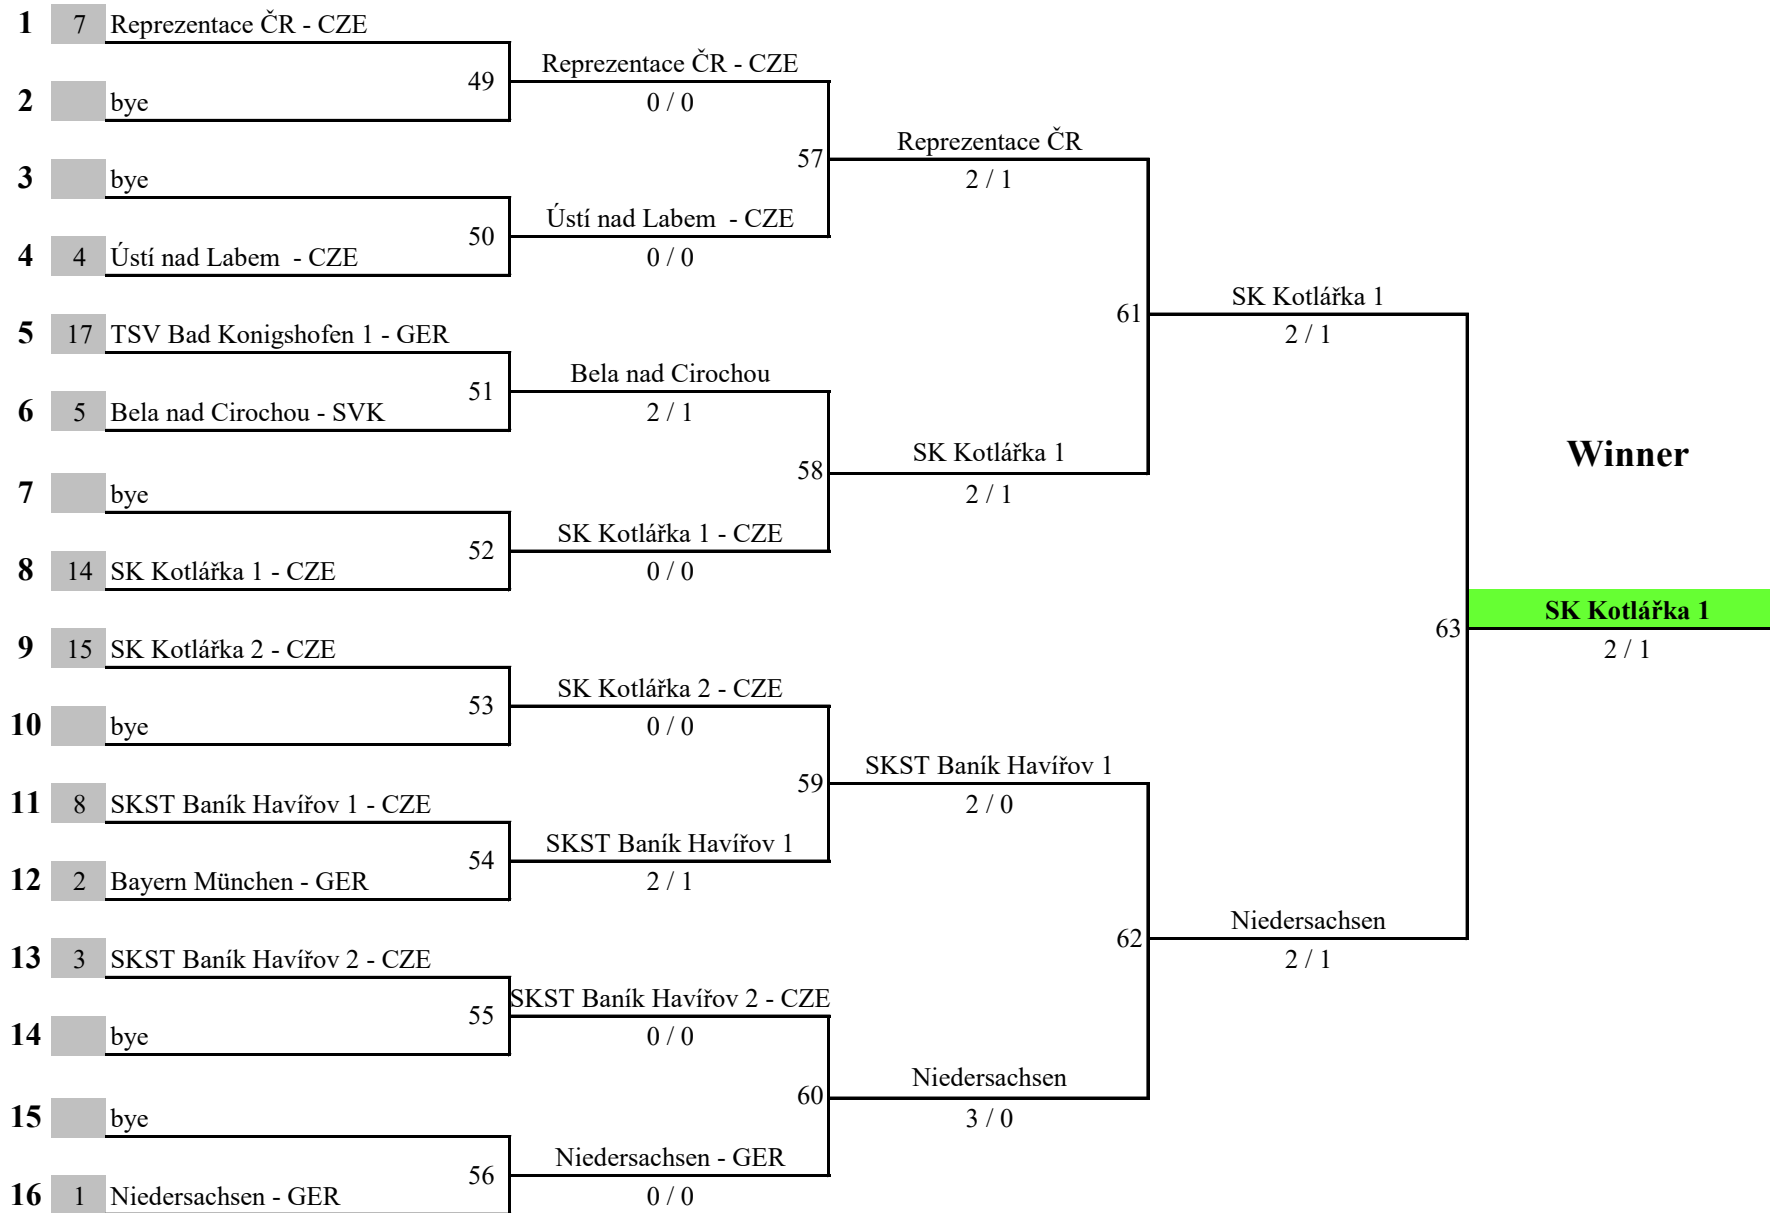 1 7 Reprezentace ČR - CZE
49 Reprezentace ČR - CZE
2 bye 0 / 0
57 Reprezentace ČR
3 bye 2 / 1
50 Ústí nad Labem  - CZE
4 4 Ústí nad Labem  - CZE 0 / 0
61 SK Kotlářka 1
5 17 TSV Bad Konigshofen 1 - GER 2 / 1
51 Bela nad Cirochou
6 5 Bela nad Cirochou - SVK 2 / 1
58 SK Kotlářka 1 Winner
7 bye 2 / 1
52 SK Kotlářka 1 - CZE
8 14 SK Kotlářka 1 - CZE 0 / 0
63 SK Kotlářka 1
9 15 SK Kotlářka 2 - CZE 2 / 1
53 SK Kotlářka 2 - CZE
10 bye 0 / 0
59 SKST Baník Havířov 1
11 8 SKST Baník Havířov 1 - CZE 2 / 0
54 SKST Baník Havířov 1
12 2 Bayern München - GER 2 / 1
62 Niedersachsen
13 3 SKST Baník Havířov 2 - CZE 2 / 1
55 SKST Baník Havířov 2 - CZE
14 bye 0 / 0
60 Niedersachsen
15 bye 3 / 0
56 Niedersachsen - GER
16 1 Niedersachsen - GER 0 / 0